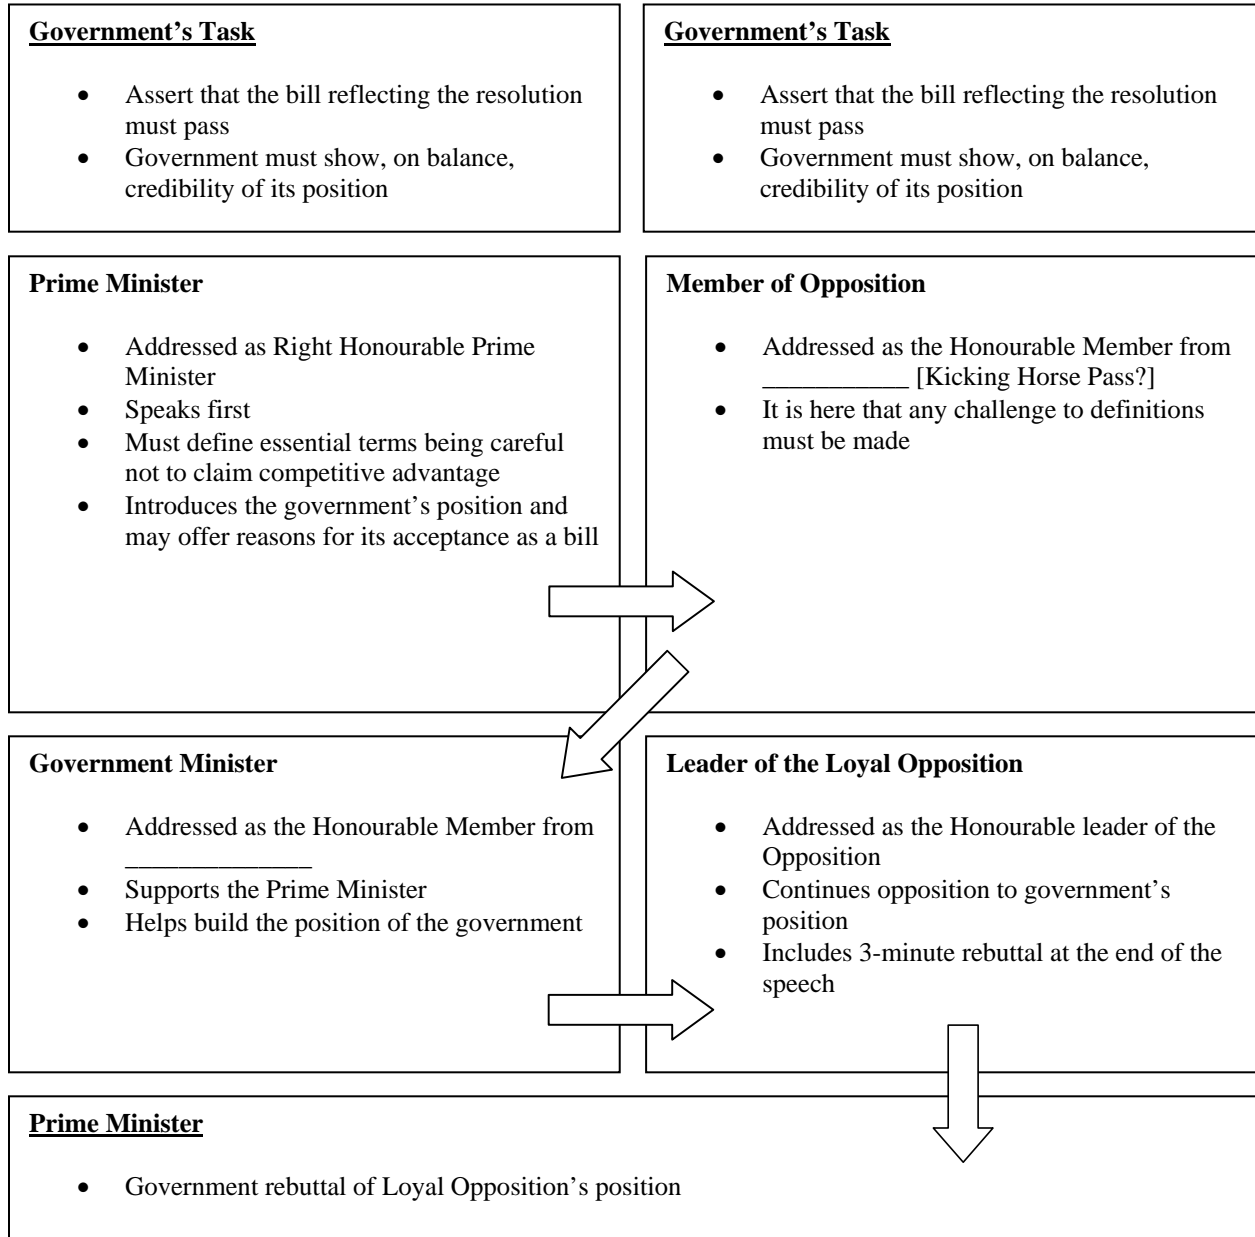 Government’s Task
• Assert that the bill reflecting the resolution
must pass
• Government must show, on balance,
credibility of its position
Government’s Task
• Assert that the bill reflecting the resolution
must pass
• Government must show, on balance,
credibility of its position
Prime Minister
• Addressed as Right Honourable Prime
Minister
• Speaks first
• Must define essential terms being careful
not to claim competitive advantage
• Introduces the government’s position and
may offer reasons for its acceptance as a bill
Member of Opposition
• Addressed as the Honourable Member from
___________ [Kicking Horse Pass?]
• It is here that any challenge to definitions
must be made
Government Minister
• Addressed as the Honourable Member from
______________
• Supports the Prime Minister
• Helps build the position of the government
Leader of the Loyal Opposition
• Addressed as the Honourable leader of the
Opposition
• Continues opposition to government’s
position
• Includes 3-minute rebuttal at the end of the
speech
Prime Minister
• Government rebuttal of Loyal Opposition’s position